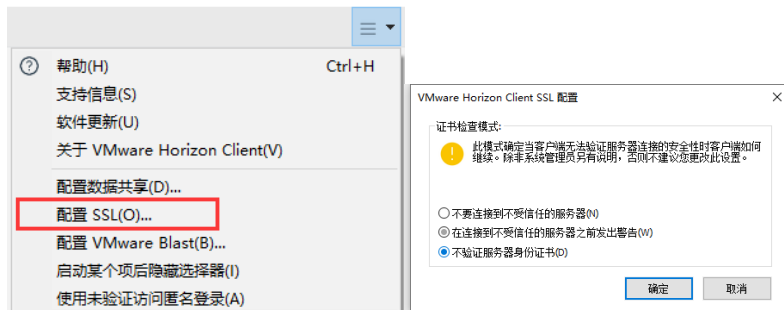 帮助(H) Ctrl+H
支持信息(S)
软件更新(U)
关于 VMware Horizon Client(V)
配置数据共享(D)...
配置 SSL(O)...
配置 VMware Blast(B)...
启动某个项后隐藏选择器(I)
使用未验证访问匿名登录(A)
VMware Horizon Client SSL 配置
证书检查模式:
此模式确定当客户端无法验证服务器连接的安全性时客户端如何
继续。除非系统管理员另有说明，否则不建议您更改此设置。
不要连接到不受信任的服务器(N)
在连接到不受信任的服务器之前发出警告(W)
不验证服务器身份证书(D)
确定 取消